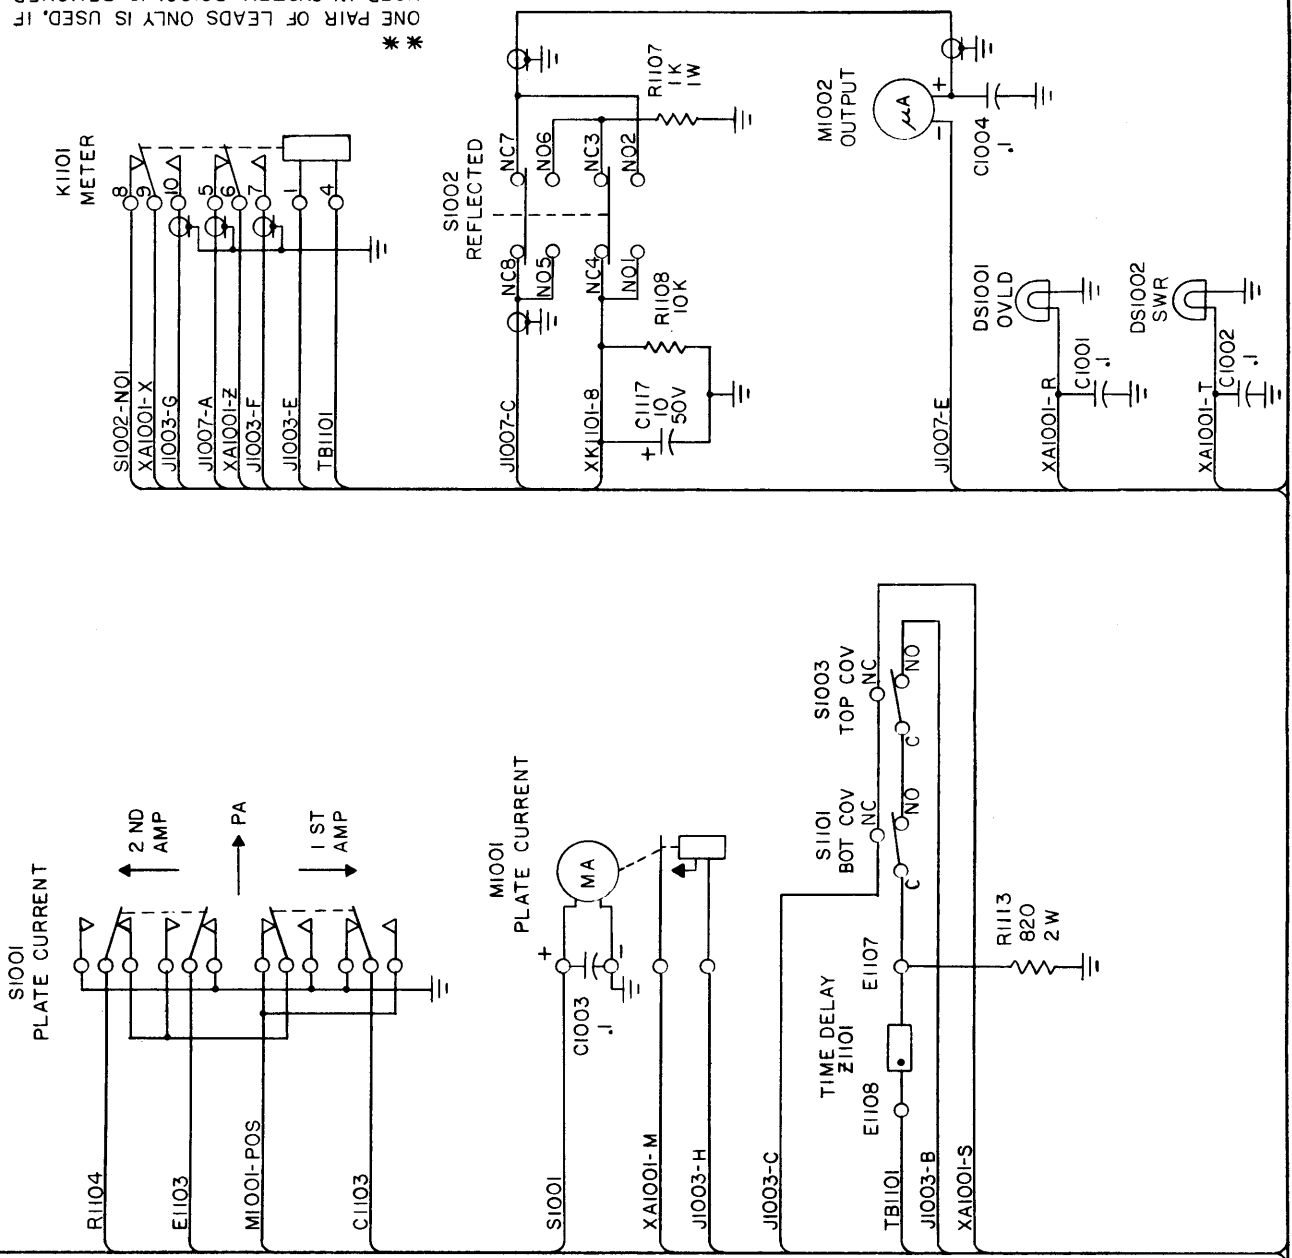 ONE PAIR OF LEADS ONLY IS USED. IF
**
K1101
METER
8
9
10
5
6
7
1
4
S1002-NO1
XA1001-X
J1003-G
J1007-A
XA1001-Z
J1003-F
J1003-E
TB1101
S1002
REFLECTED
NC7
NO6
NC3
NO2
NC8
NO5
NC4
NO1
R1107
1K
1W
R1108
10K
C1117
10
50V
+
J1007-C
XK1101-8
M1002
OUTPUT
μA
+
-
C1004
.1
J1007-E
DS1001
OVLD
XA1001-R
C1001
.1
DS1002
SWR
XA1001-T
C1002
.1
S1001
PLATE CURRENT
2 ND
AMP
PA
1 ST
AMP
R1104
E1103
M1001-POS
C1103
M1001
PLATE CURRENT
MA
+
-
C1003
.1
S1001
XA1001-M
J1003-H
J1003-C
S1003
TOP COV
NC
NO
C
S1101
BOT COV
NC
NO
C
E1107
R1113
820
2W
TIME DELAY
Z1101
E1108
TB1101
J1003-B
XA1001-S